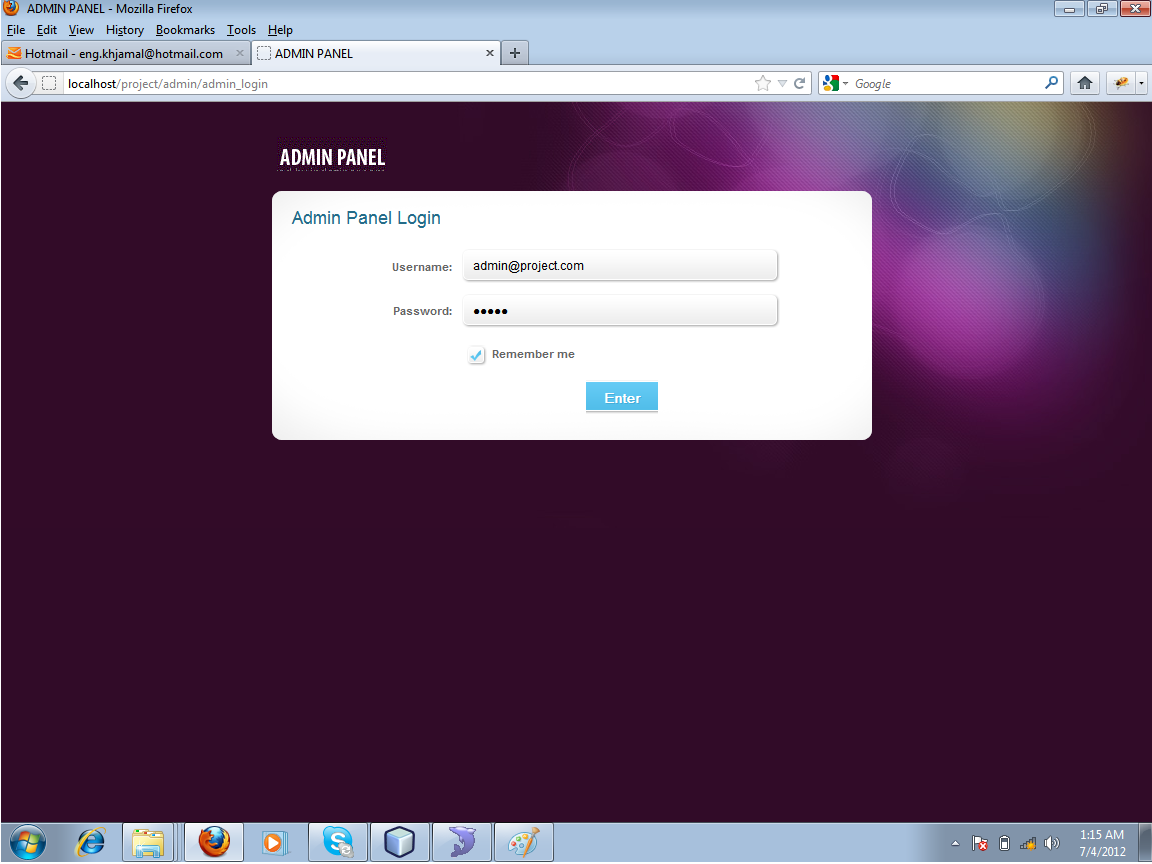 ADMIN PANEL - Mozilla Firefox
File Edit View History Bookmarks Tools Help
Hotmail - eng.khjamal@hotmail.com
ADMIN PANEL
localhost/project/admin/admin_login
Google
ADMIN PANEL
Admin Panel Login
Username: admin@project.com
Password: •••••
Remember me
Enter
1:15 AM
7/4/2012